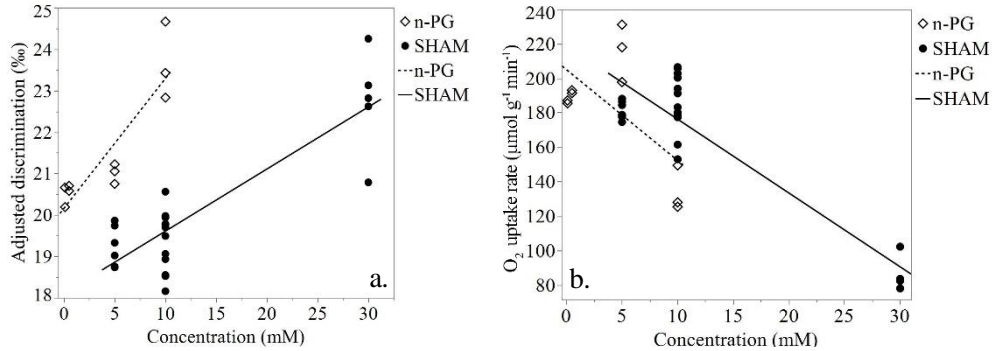 25
24
23
22
21
20
19
18
0 5 10 15 20 25 30
Adjusted discrimination (‰)
Concentration (mM)
a.
n-PG
SHAM
n-PG
SHAM
240
220
200
180
160
140
120
100
80
0 5 10 15 20 25 30
O₂ uptake rate (μmol g⁻¹ min⁻¹)
Concentration (mM)
b.
n-PG
SHAM
n-PG
SHAM